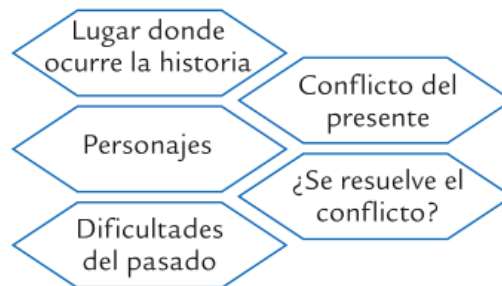 Lugar donde
ocurre la historia
Conflicto del
presente
Personajes
¿Se resuelve el
conflicto?
Dificultades
del pasado